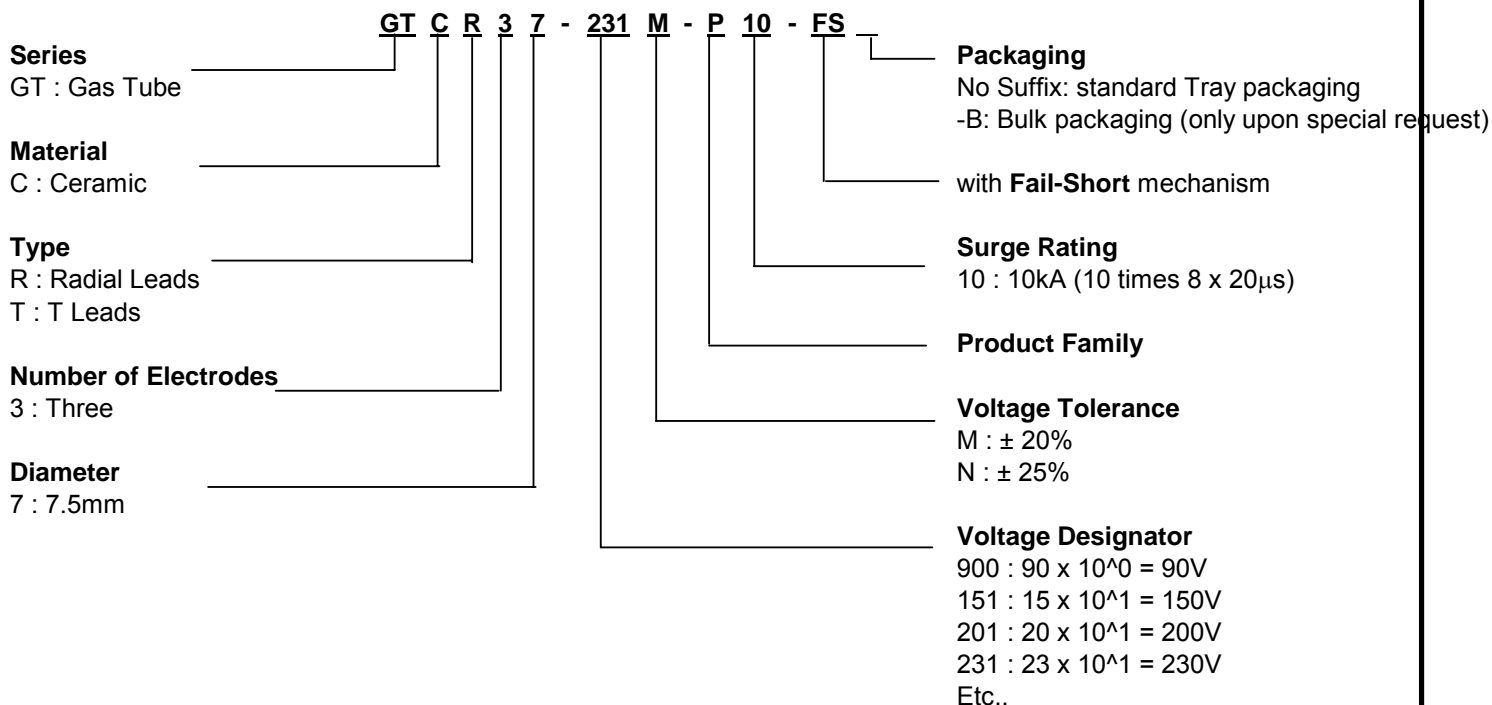 GT C R 3 7 - 231 M - P 10 - FS _
Series
GT : Gas Tube
Material
C : Ceramic
Type
R : Radial Leads
T : T Leads
Number of Electrodes
3 : Three
Diameter
7 : 7.5mm
Packaging
No Suffix: standard Tray packaging
-B: Bulk packaging (only upon special request)
with Fail-Short mechanism
Surge Rating
10 : 10kA (10 times 8 x 20μs)
Product Family
Voltage Tolerance
M : ± 20%
N : ± 25%
Voltage Designator
900 : 90 x 10^0 = 90V
151 : 15 x 10^1 = 150V
201 : 20 x 10^1 = 200V
231 : 23 x 10^1 = 230V
Etc..